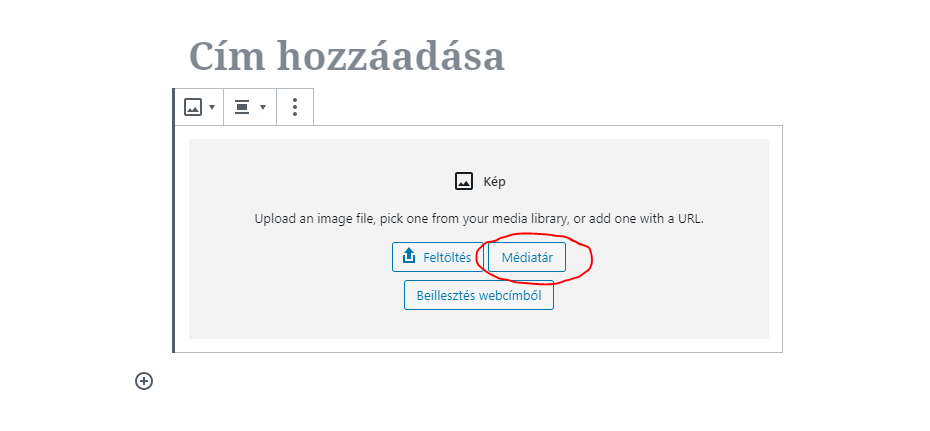 Cím hozzáadása
Kép
Upload an image file, pick one from your media library, or add one with a URL.
Feltöltés Médiatár
Beillesztés webcímből